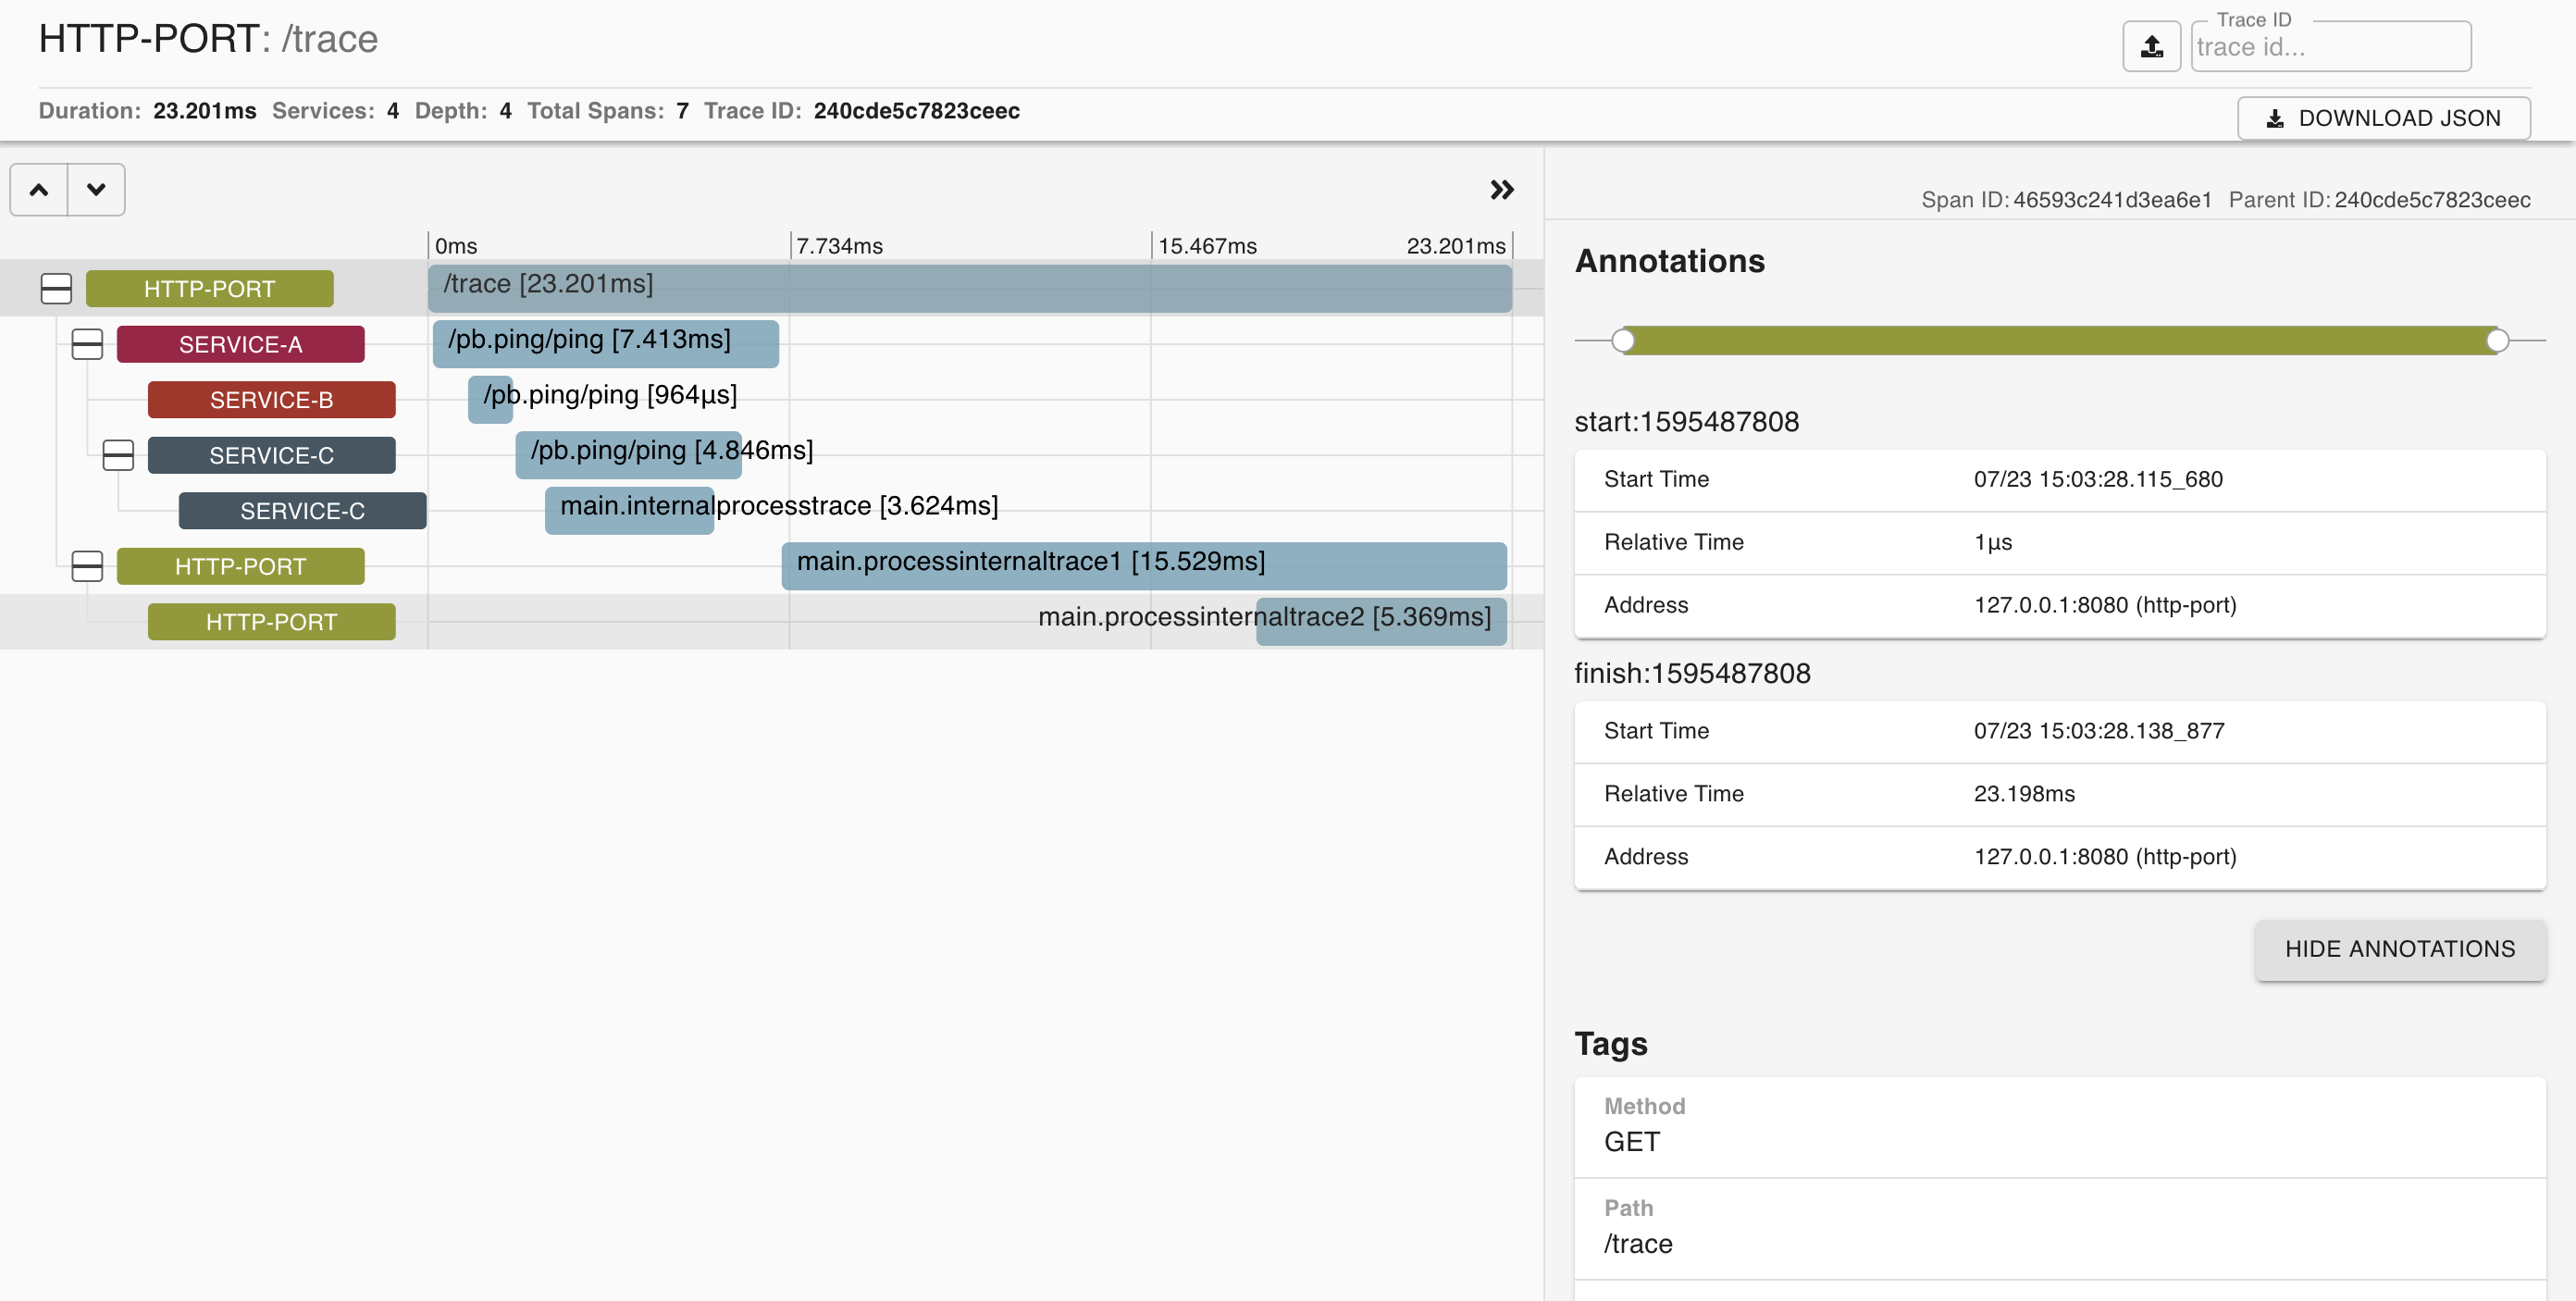 HTTP-PORT: /trace
Trace ID
trace id...
Duration: 23.201ms Services: 4 Depth: 4 Total Spans: 7 Trace ID: 240cde5c7823ceec
DOWNLOAD JSON
0ms 7.734ms 15.467ms 23.201ms
HTTP-PORT /trace [23.201ms]
SERVICE-A /pb.ping/ping [7.413ms]
SERVICE-B /pb.ping/ping [964µs]
SERVICE-C /pb.ping/ping [4.846ms]
SERVICE-C main.internalprocesstrace [3.624ms]
HTTP-PORT main.processinternaltrace1 [15.529ms]
HTTP-PORT main.processinternaltrace2 [5.369ms]
Span ID: 46593c241d3ea6e1 Parent ID: 240cde5c7823ceec
Annotations
start:1595487808
Start Time 07/23 15:03:28.115_680
Relative Time 1µs
Address 127.0.0.1:8080 (http-port)
finish:1595487808
Start Time 07/23 15:03:28.138_877
Relative Time 23.198ms
Address 127.0.0.1:8080 (http-port)
HIDE ANNOTATIONS
Tags
Method
GET
Path
/trace